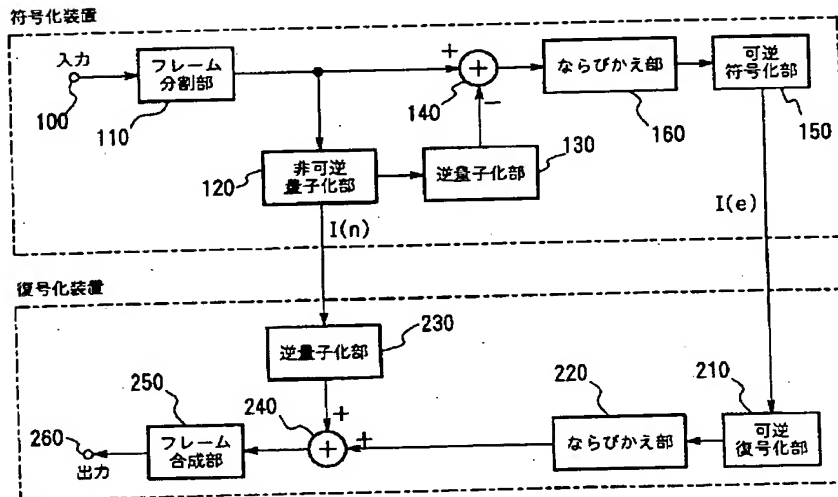 符号化装置
入力
100
フレーム
分割部
110
+
+
140
−
ならびかえ部
160
可逆
符号化部
150
非可逆
量子化部
120
逆量子化部
130
I(n)
I(e)
復号化装置
逆量子化部
230
250
フレーム
合成部
260
出力
240
+
+
+
220
ならびかえ部
210
可逆
復号化部